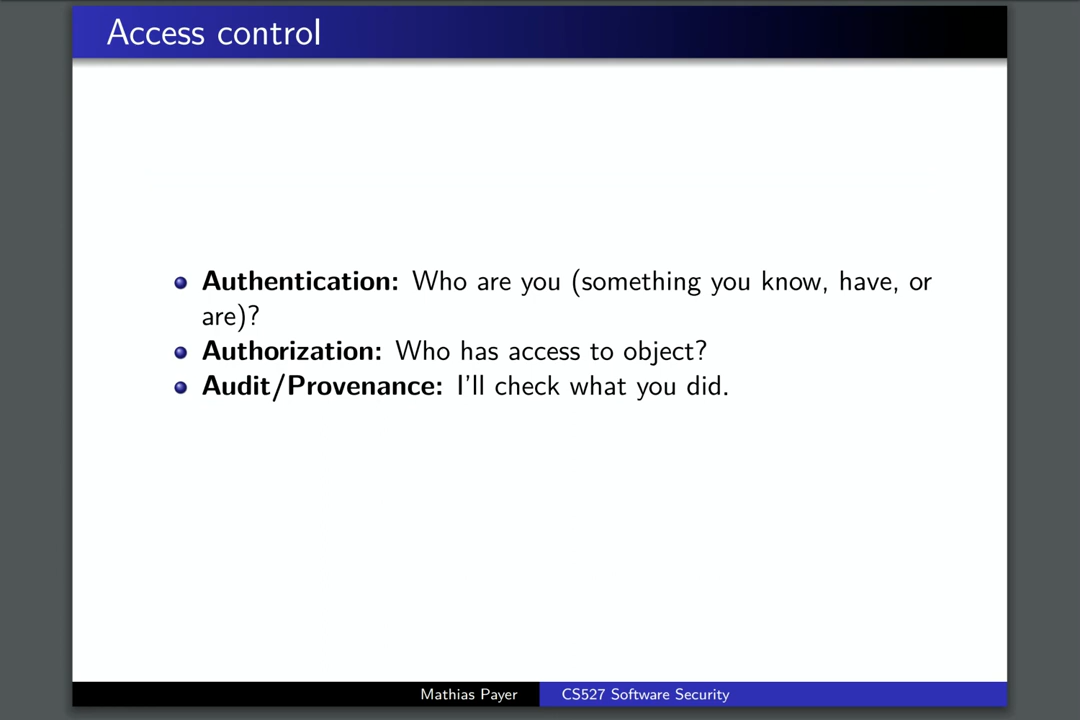 Access control
Authentication: Who are you (something you know, have, or
are)?
Authorization: Who has access to object?
Audit/Provenance: I'll check what you did.
Mathias Payer
CS527 Software Security